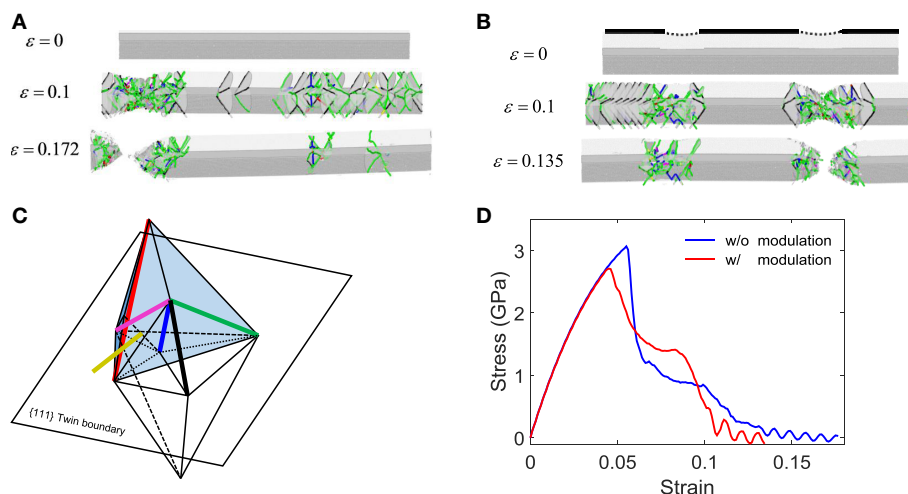 A
ε=0
ε=0.1
ε=0.172
B
ε=0
ε=0.1
ε=0.135
C
{111} Twin boundary
D
Stress (GPa)
3
2
1
0
w/o modulation
w/ modulation
0 0.05 0.1 0.15
Strain